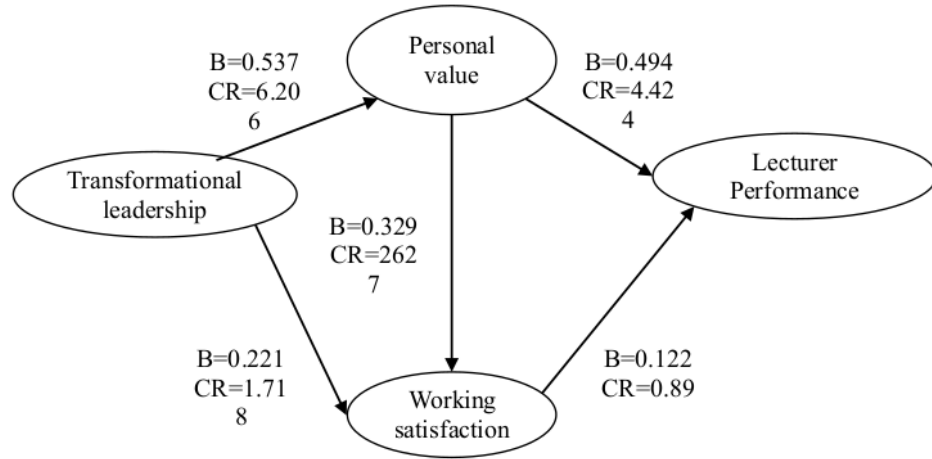 Personal
value
B=0.537
CR=6.20
6
B=0.494
CR=4.42
4
Transformational
leadership
Lecturer
Performance
B=0.329
CR=262
7
B=0.221
CR=1.71
8
B=0.122
CR=0.89
Working
satisfaction